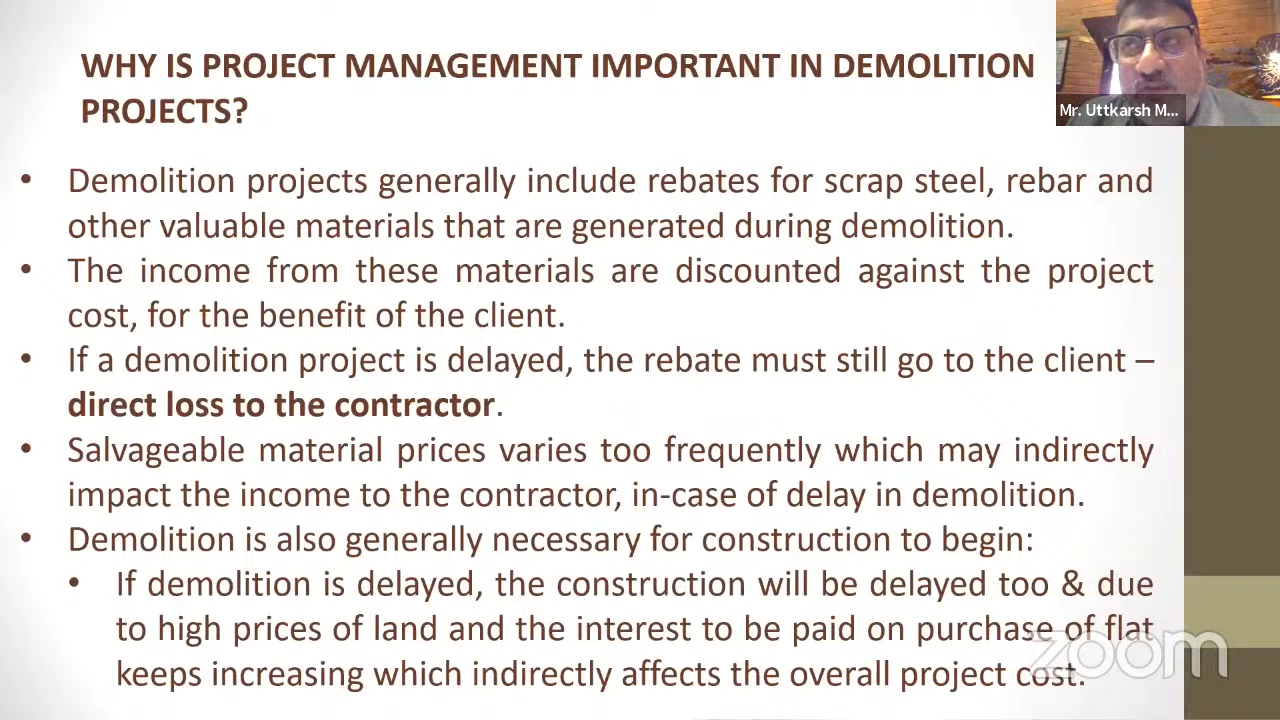 WHY IS PROJECT MANAGEMENT IMPORTANT IN DEMOLITION
PROJECTS?
Mr. Uttkarsh M...
• Demolition projects generally include rebates for scrap steel, rebar and
other valuable materials that are generated during demolition.
• The income from these materials are discounted against the project
cost, for the benefit of the client.
• If a demolition project is delayed, the rebate must still go to the client –
direct loss to the contractor.
• Salvageable material prices varies too frequently which may indirectly
impact the income to the contractor, in-case of delay in demolition.
• Demolition is also generally necessary for construction to begin:
• If demolition is delayed, the construction will be delayed too & due
to high prices of land and the interest to be paid on purchase of flat
keeps increasing which indirectly affects the overall project cost.
zoom